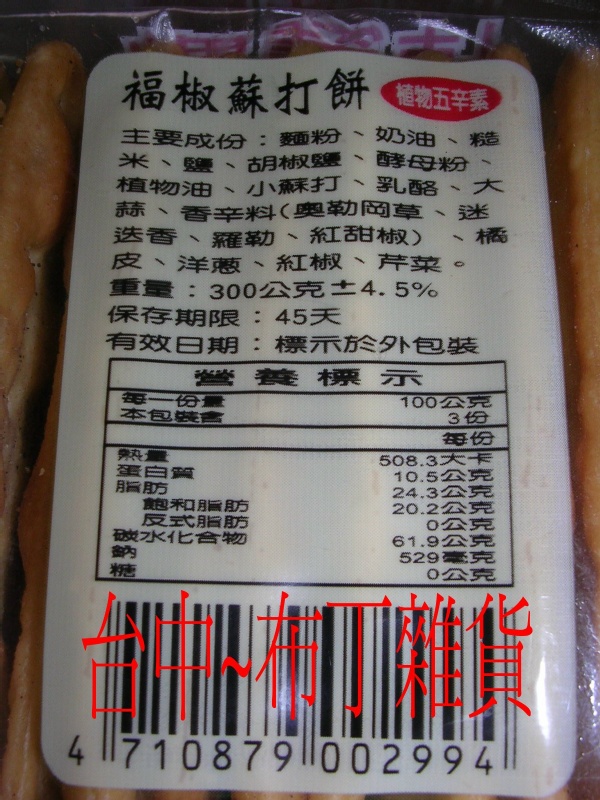 福椒蘇打餅 植物五辛素
主要成份：麵粉、奶油、糙
米、鹽、胡椒鹽、酵母粉、
植物油、小蘇打、乳酪、大
蒜、香辛料(奧勒岡草、迷
迭香、羅勒、紅甜椒)、橘
皮、洋蔥、紅椒、芹菜。
重量：300公克±4.5%
保存期限：45天
有效日期：標示於外包裝
營養標示
每一份量 100公克
本包裝含 3份
每份
熱量 508.3大卡
蛋白質 10.5公克
脂肪 24.3公克
飽和脂肪 20.2公克
反式脂肪 0公克
碳水化合物 61.9公克
鈉 529毫克
糖 0公克
台中~布丁雜貨
4 710879 002994